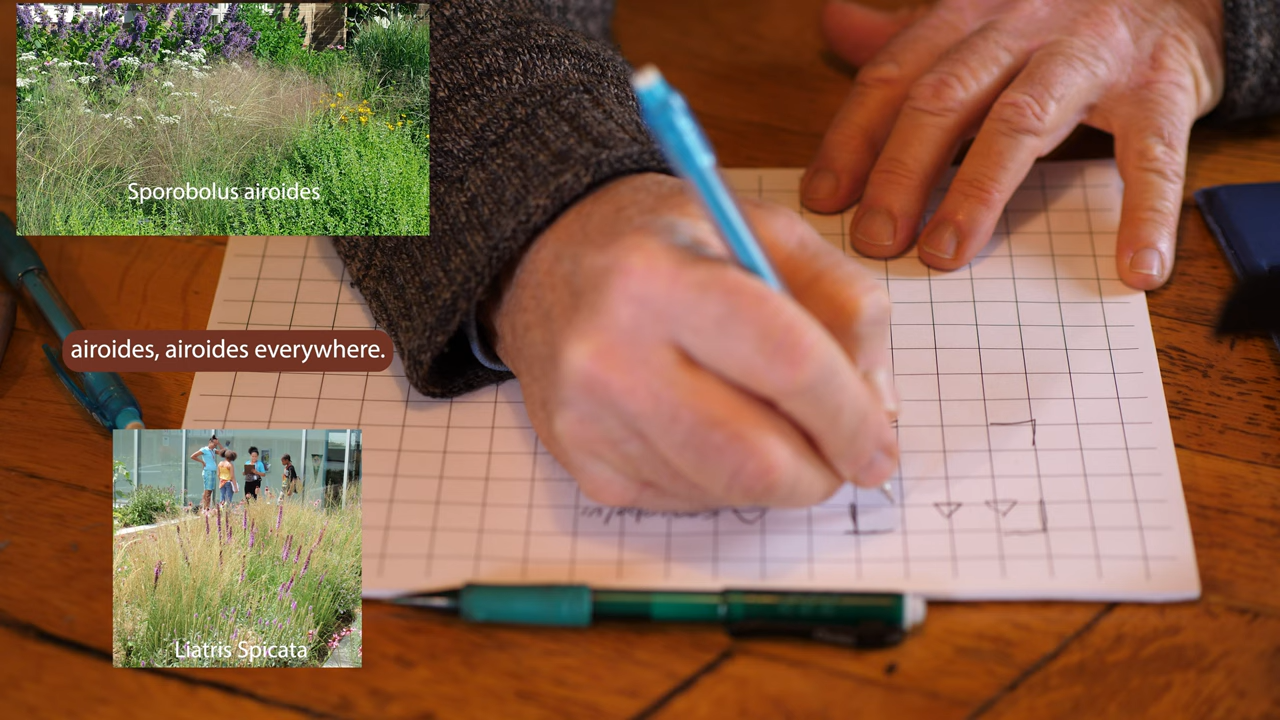 Sporobolus airoides
airoides, airoides everywhere.
Liatris Spicata